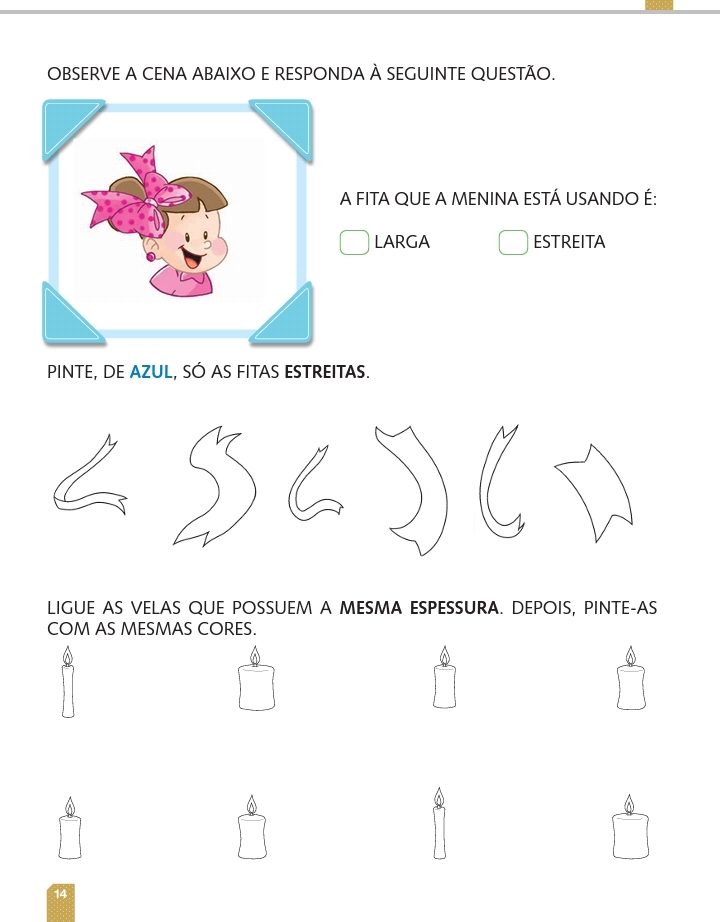 OBSERVE A CENA ABAIXO E RESPONDA À SEGUINTE QUESTÃO.
A FITA QUE A MENINA ESTÁ USANDO É:
LARGA ESTREITA
PINTE, DE AZUL, SÓ AS FITAS ESTREITAS.
LIGUE AS VELAS QUE POSSUEM A MESMA ESPESSURA. DEPOIS, PINTE-AS
COM AS MESMAS CORES.
14